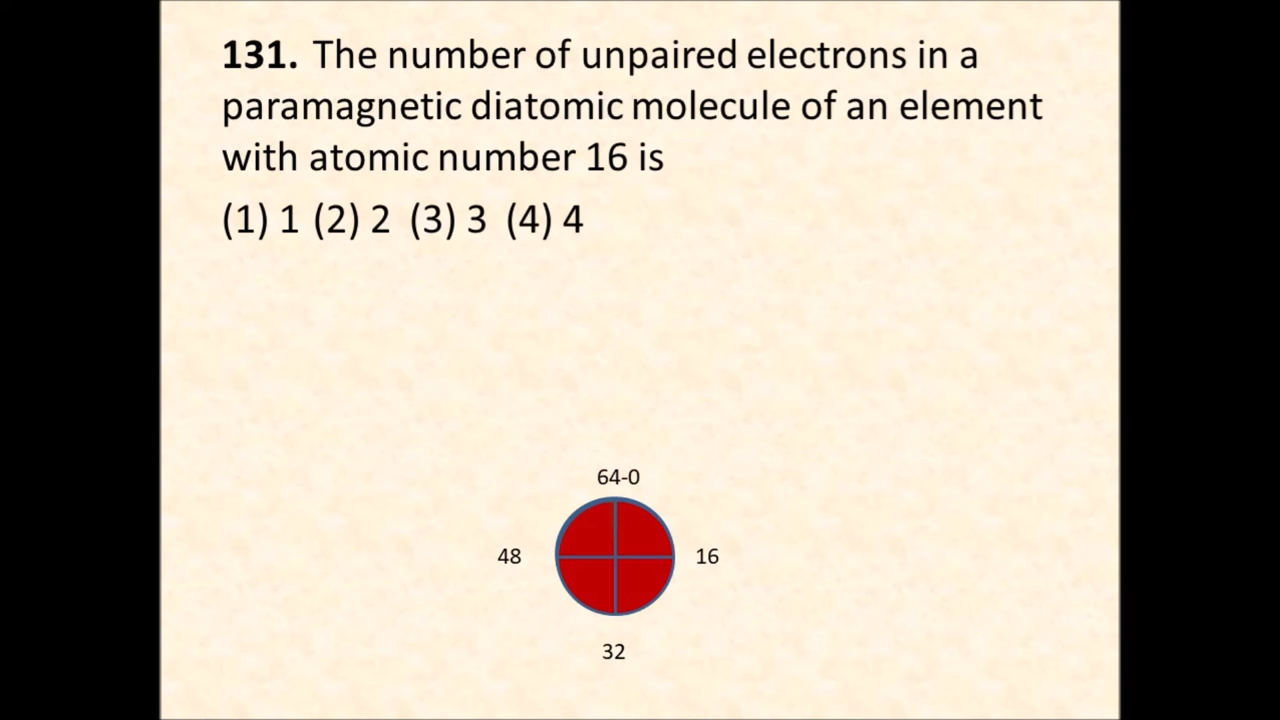 131. The number of unpaired electrons in a
paramagnetic diatomic molecule of an element
with atomic number 16 is
(1) 1 (2) 2 (3) 3 (4) 4
64-0
48
16
32